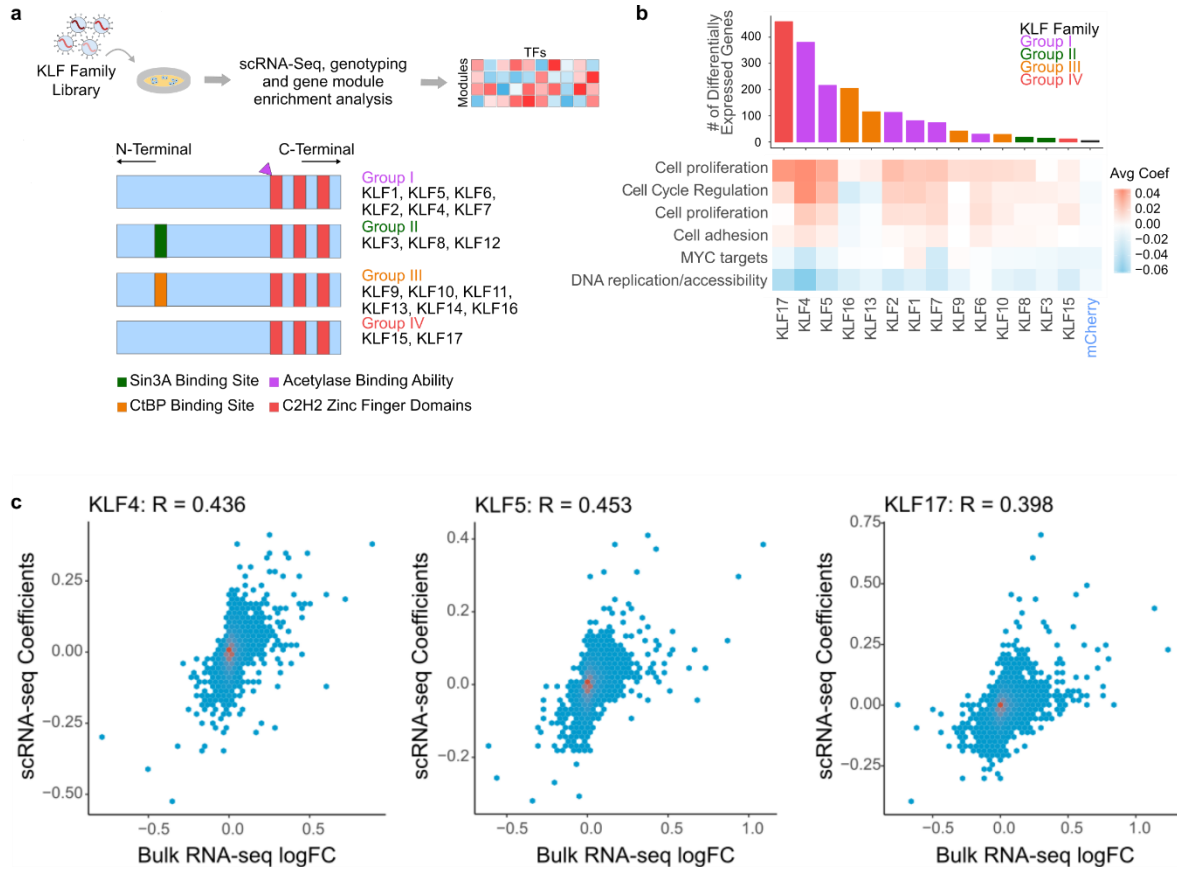 a
KLF Family
Library
scRNA-Seq, genotyping
and gene module
enrichment analysis
TFs
Modules
N-Terminal
C-Terminal
Group I
KLF1, KLF5, KLF6,
KLF2, KLF4, KLF7
Group II
KLF3, KLF8, KLF12
Group III
KLF9, KLF10, KLF11,
KLF13, KLF14, KLF16
Group IV
KLF15, KLF17
Sin3A Binding Site
Acetylase Binding Ability
CtBP Binding Site
C2H2 Zinc Finger Domains
b
# of Differentially
Expressed Genes
400
300
200
100
0
KLF Family
Group I
Group II
Group III
Group IV
Cell proliferation
Cell Cycle Regulation
Cell proliferation
Cell adhesion
MYC targets
DNA replication/accessibility
KLF17
KLF4
KLF5
KLF16
KLF13
KLF2
KLF1
KLF7
KLF9
KLF6
KLF10
KLF8
KLF3
KLF15
mCherry
Avg Coef
0.04
0.02
0.00
−0.02
−0.04
−0.06
c
KLF4: R = 0.436
scRNA-seq Coefficients
0.25
0.00
−0.25
−0.50
−0.5 0.0 0.5
Bulk RNA-seq logFC
KLF5: R = 0.453
scRNA-seq Coefficients
0.4
0.2
0.0
−0.2
−0.5 0.0 0.5 1.0
Bulk RNA-seq logFC
KLF17: R = 0.398
scRNA-seq Coefficients
0.75
0.50
0.25
0.00
−0.25
−0.5 0.0 0.5 1.0
Bulk RNA-seq logFC